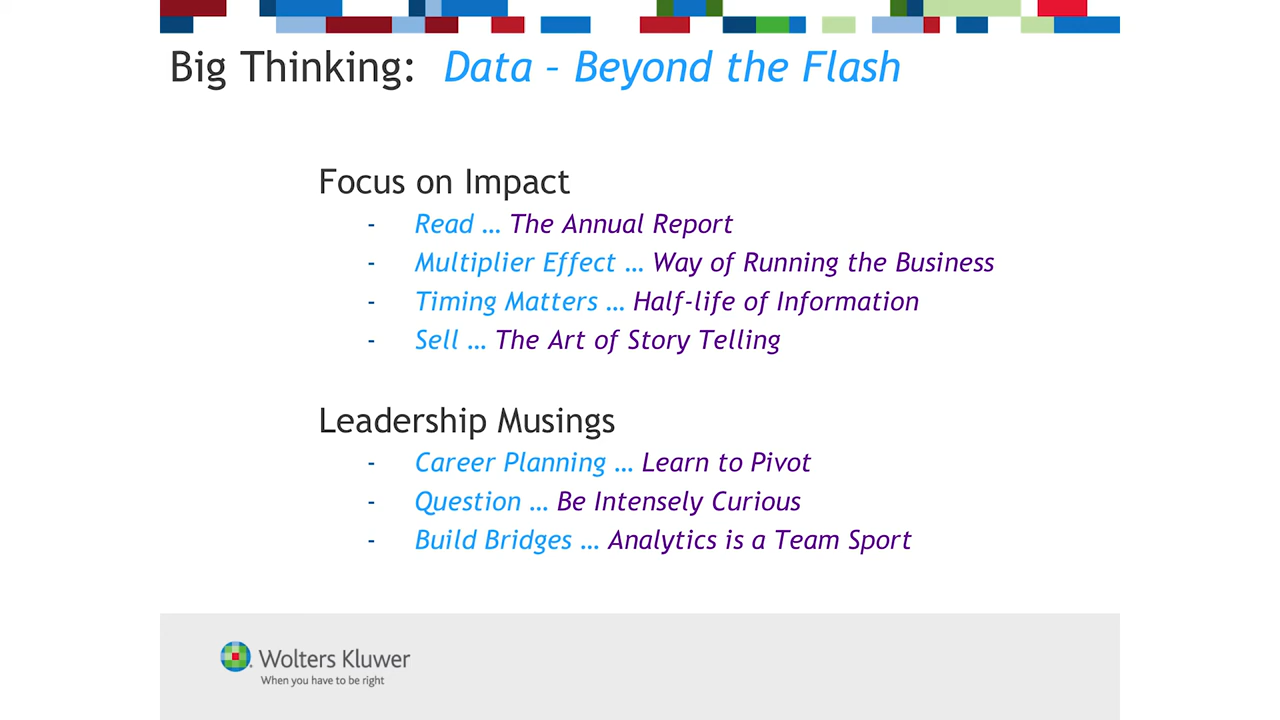 Big Thinking: Data – Beyond the Flash
Focus on Impact
- Read … The Annual Report
- Multiplier Effect … Way of Running the Business
- Timing Matters … Half-life of Information
- Sell … The Art of Story Telling
Leadership Musings
- Career Planning … Learn to Pivot
- Question … Be Intensely Curious
- Build Bridges … Analytics is a Team Sport
Wolters Kluwer
When you have to be right